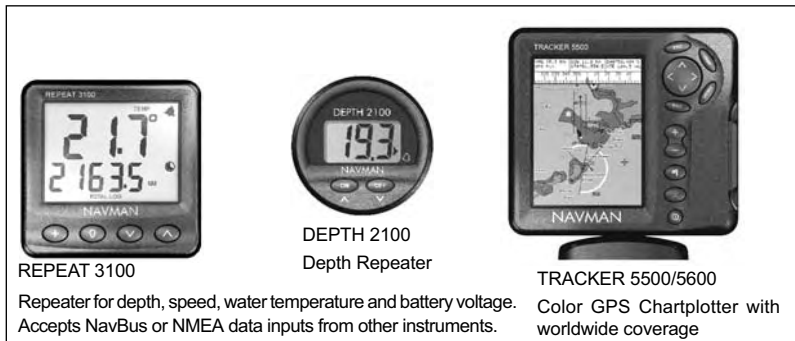 REPEAT 3100
TEMP
21.7°
2163.5
TOTAL LOG
NAVMAN
REPEAT 3100
Repeater for depth, speed, water temperature and battery voltage.
Accepts NavBus or NMEA data inputs from other instruments.
DEPTH 2100
19.3
NAVMAN
DEPTH 2100
Depth Repeater
TRACKER 5500
NAVMAN
TRACKER 5500/5600
Color GPS Chartplotter with
worldwide coverage